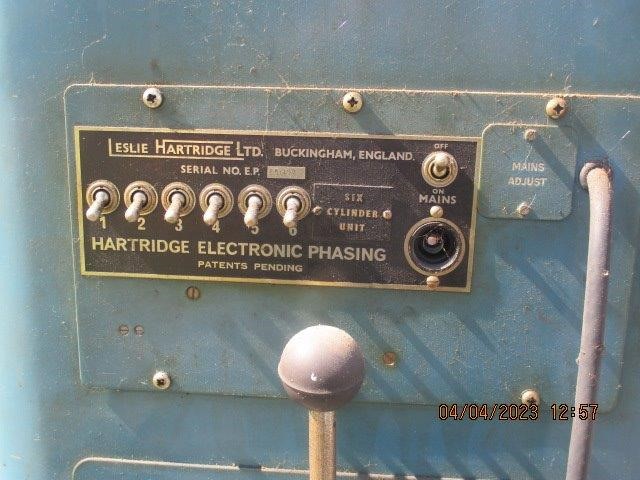 LESLIE HARTRIDGE LTD. BUCKINGHAM, ENGLAND.
SERIAL NO. E.P.
OFF
ON
MAINS
1 2 3 4 5 6
SIX
CYLINDER
UNIT
HARTRIDGE ELECTRONIC PHASING
PATENTS PENDING
MAINS
ADJUST
04/04/2023 12:57